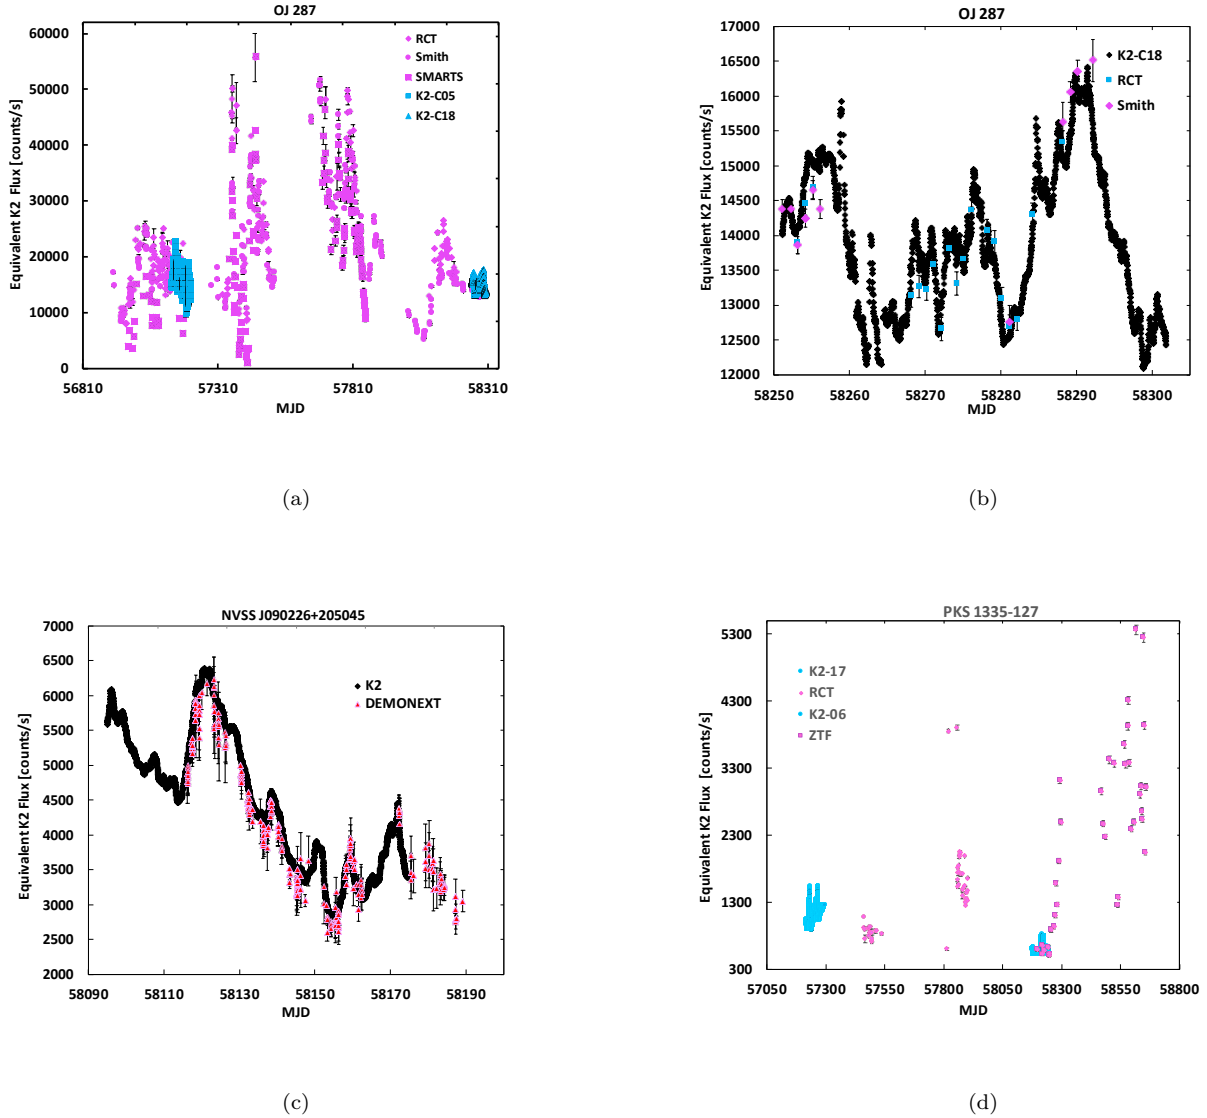 OJ 287
60000
50000
40000
30000
20000
10000
0
Equivalent K2 Flux [counts/s]
RCT
Smith
SMARTS
K2-C05
K2-C18
56810 57310 57810 58310
MJD
(a)
OJ 287
17000
16500
16000
15500
15000
14500
14000
13500
13000
12500
12000
Equivalent K2 Flux [counts/s]
K2-C18
RCT
Smith
58250 58260 58270 58280 58290 58300
MJD
(b)
NVSS J090226+205045
7000
6500
6000
5500
5000
4500
4000
3500
3000
2500
2000
Equivalent K2 Flux [counts/s]
K2
DEMONEXT
58090 58110 58130 58150 58170 58190
MJD
(c)
PKS 1335-127
5300
4300
3300
2300
1300
300
Equivalent K2 Flux [counts/s]
K2-17
RCT
K2-06
ZTF
57050 57300 57550 57800 58050 58300 58550 58800
MJD
(d)